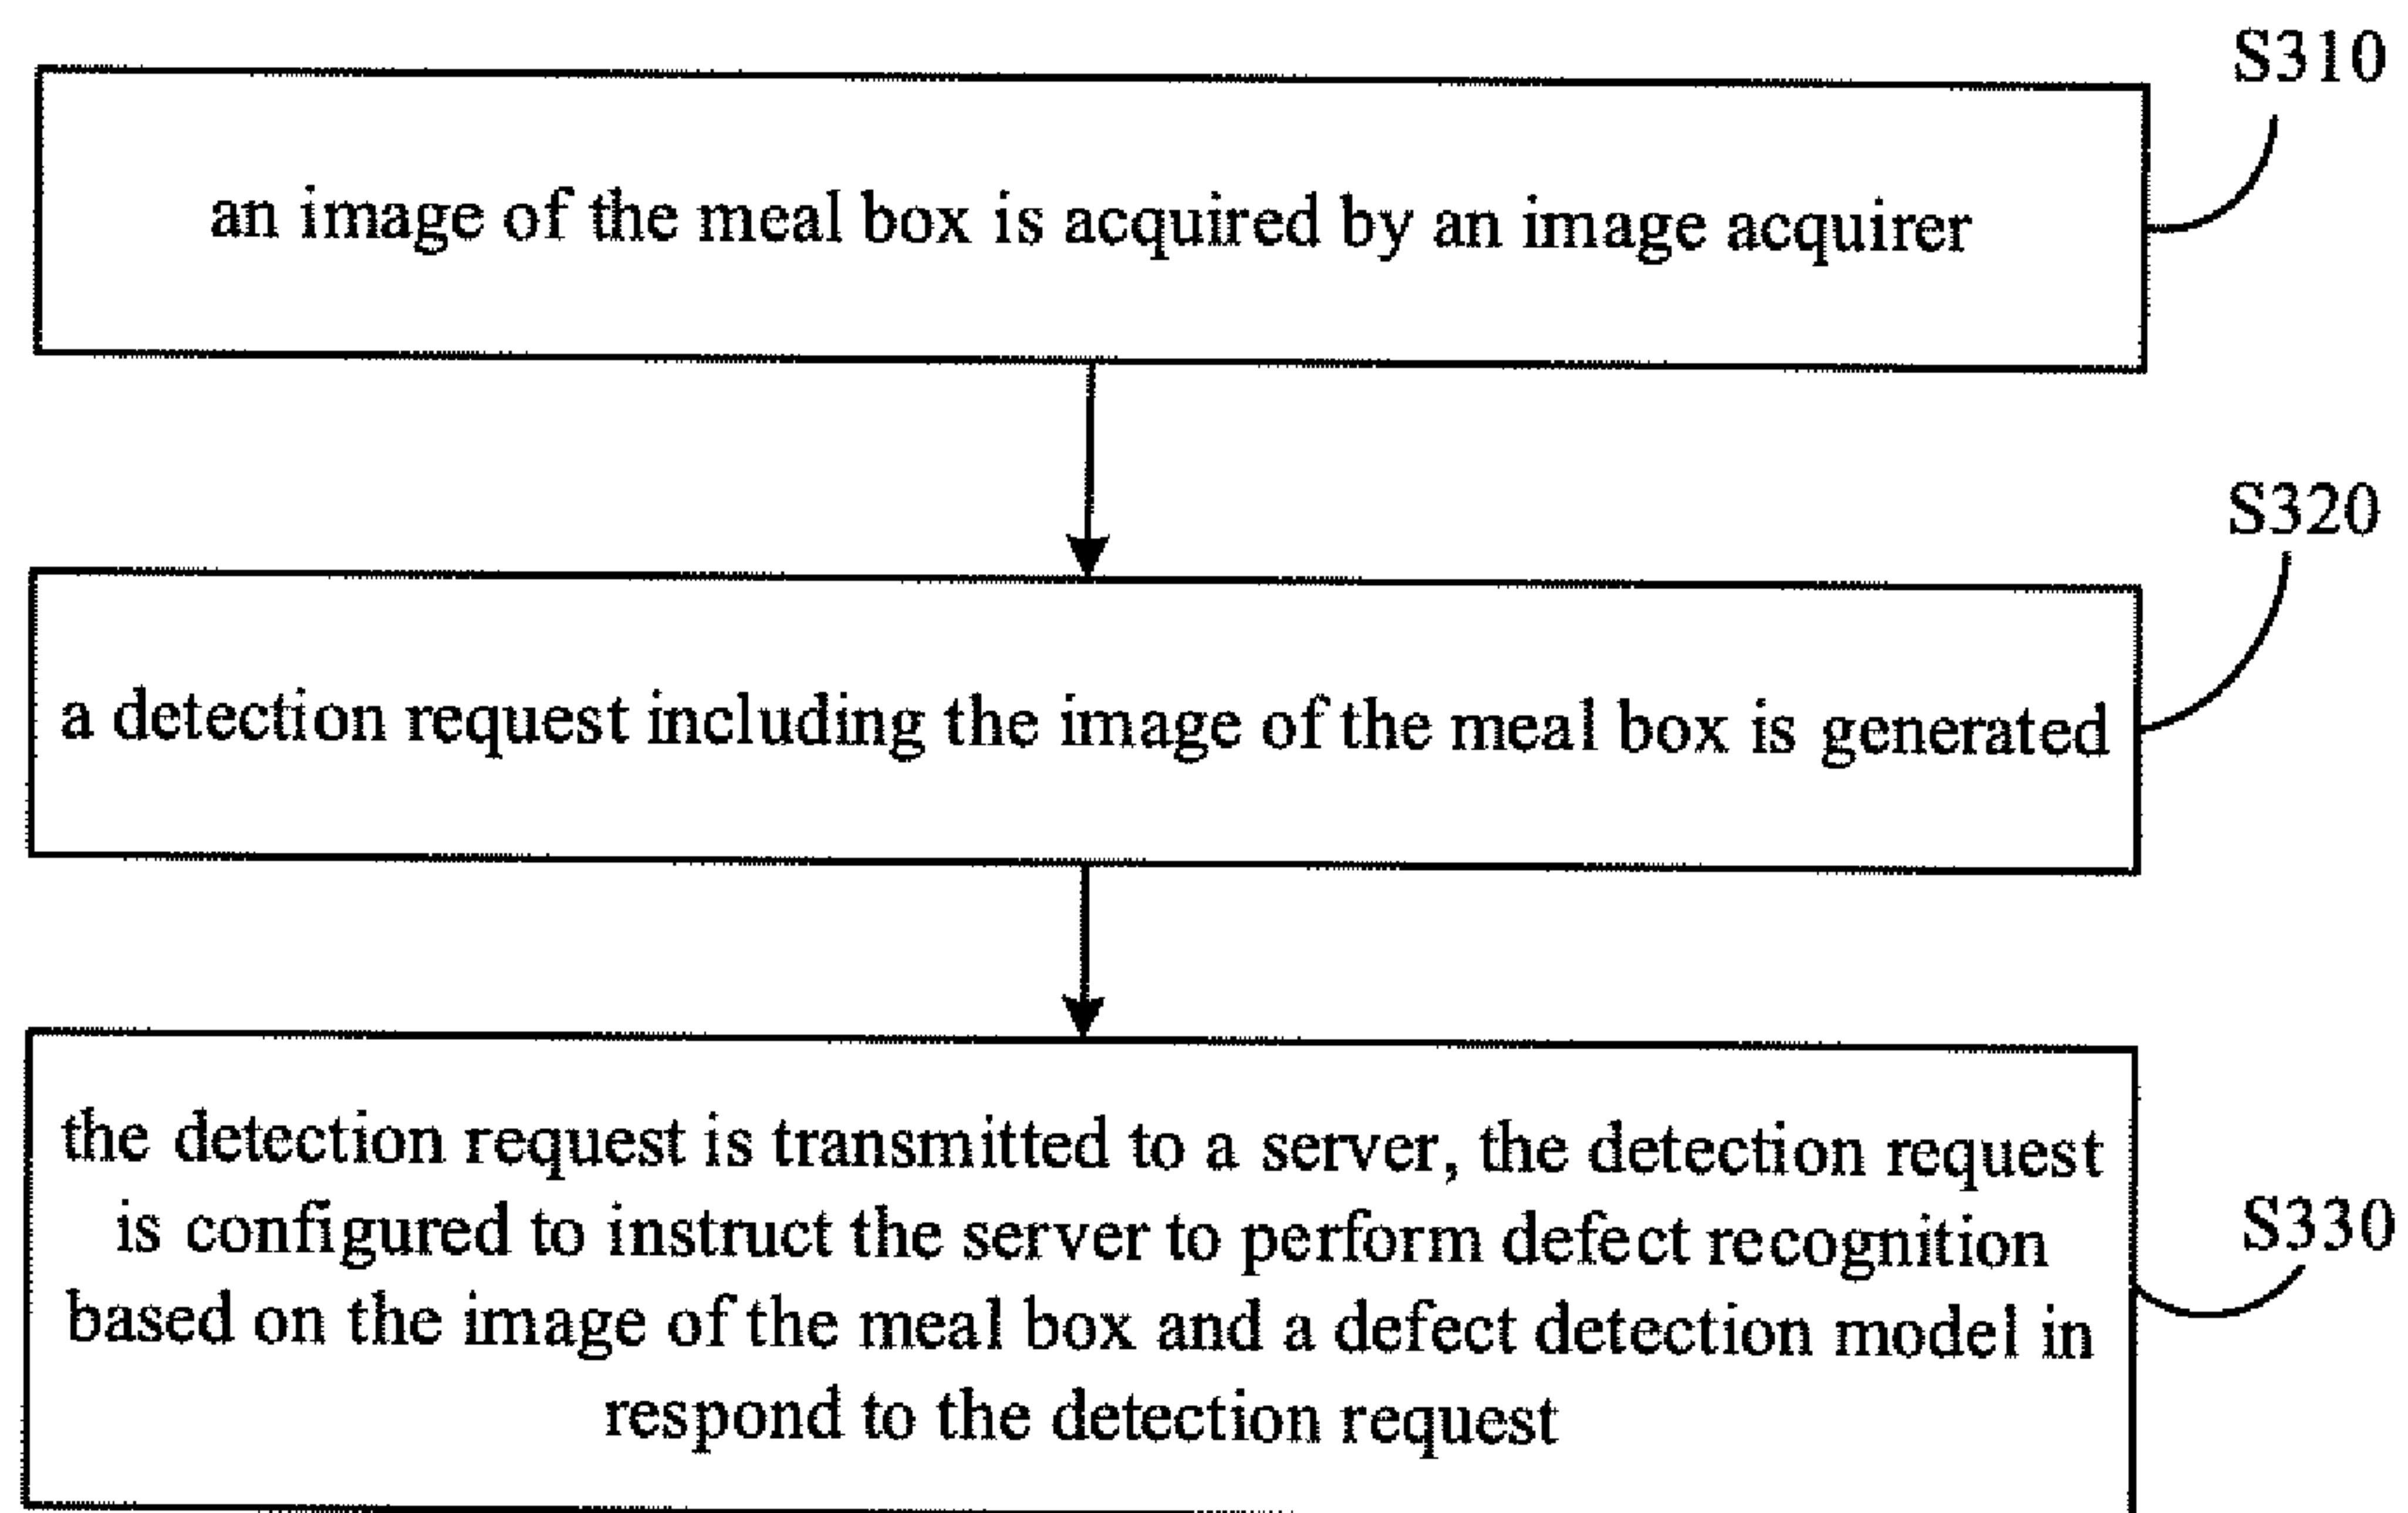 S310
an image of the meal box is acquired by an image acquirer
S320
a detection request including the image of the meal box is generated
the detection request is transmitted to a server, the detection request
is configured to instruct the server to perform defect recognition
S330
based on the image of the meal box and a defect detection model in
respond to the detection request